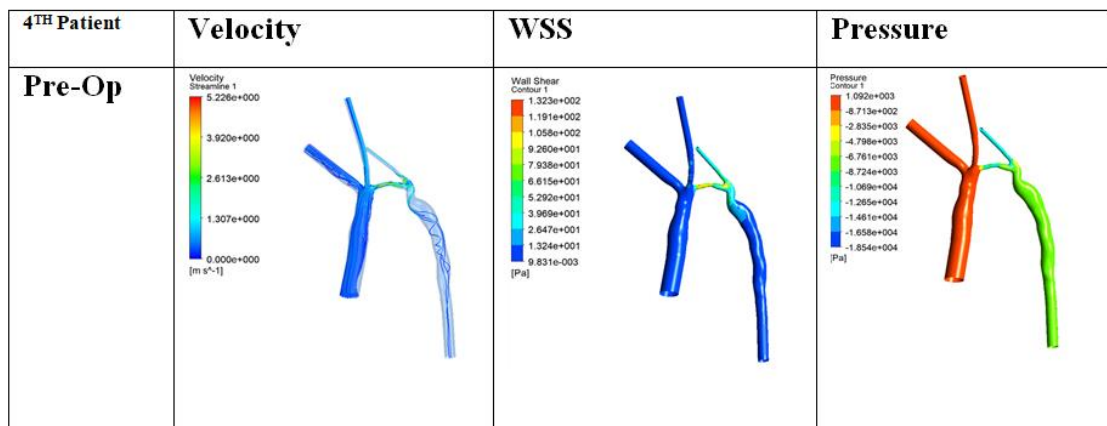 4TH Patient
Velocity
WSS
Pressure
Pre-Op
Velocity
Streamline 1
5.226e+000
3.920e+000
2.613e+000
1.307e+000
0.000e+000
[m s^-1]
Wall Shear
Contour 1
1.323e+002
1.191e+002
1.058e+002
9.260e+001
7.938e+001
6.615e+001
5.292e+001
3.969e+001
2.647e+001
1.324e+001
9.831e-003
[Pa]
Pressure
Contour 1
1.092e+003
-8.713e+002
-2.835e+003
-4.798e+003
-6.761e+003
-8.724e+003
-1.069e+004
-1.265e+004
-1.461e+004
-1.658e+004
-1.854e+004
[Pa]